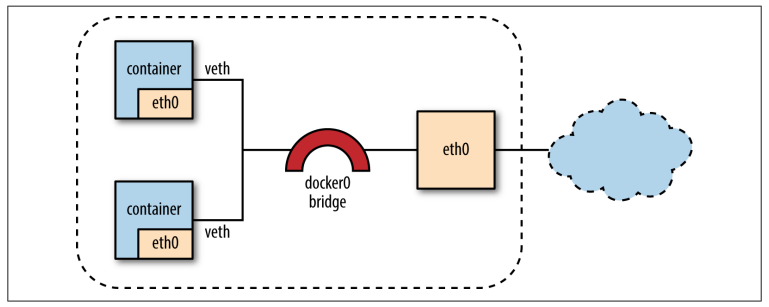 container
veth
eth0
eth0
docker0
bridge
container
veth
eth0